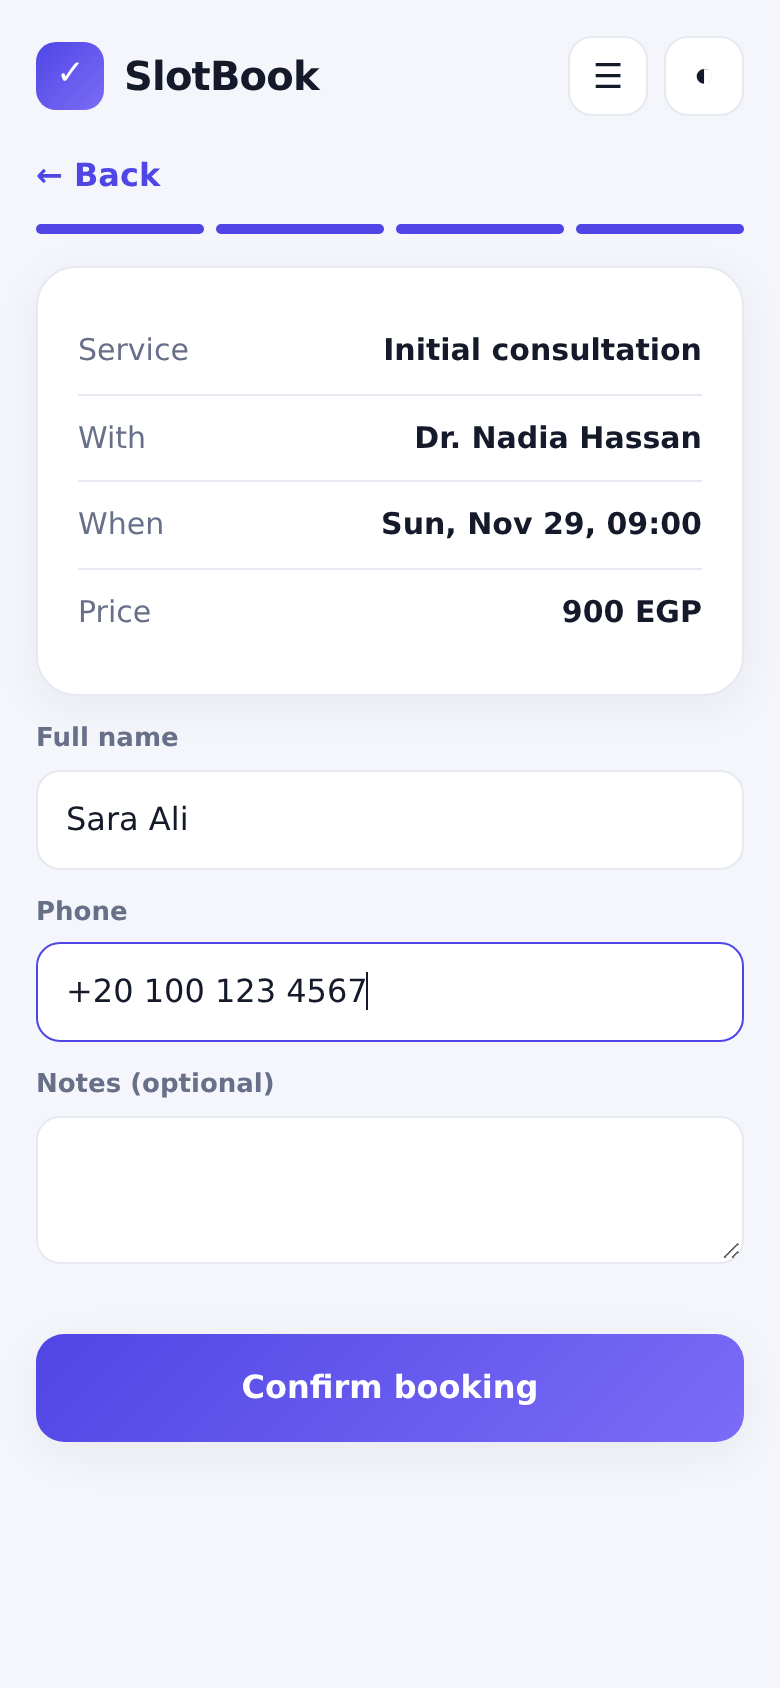 ✓ SlotBook ☰ ◖
← Back
Service Initial consultation
With Dr. Nadia Hassan
When Sun, Nov 29, 09:00
Price 900 EGP
Full name
Sara Ali
Phone
+20 100 123 4567
Notes (optional)
Confirm booking